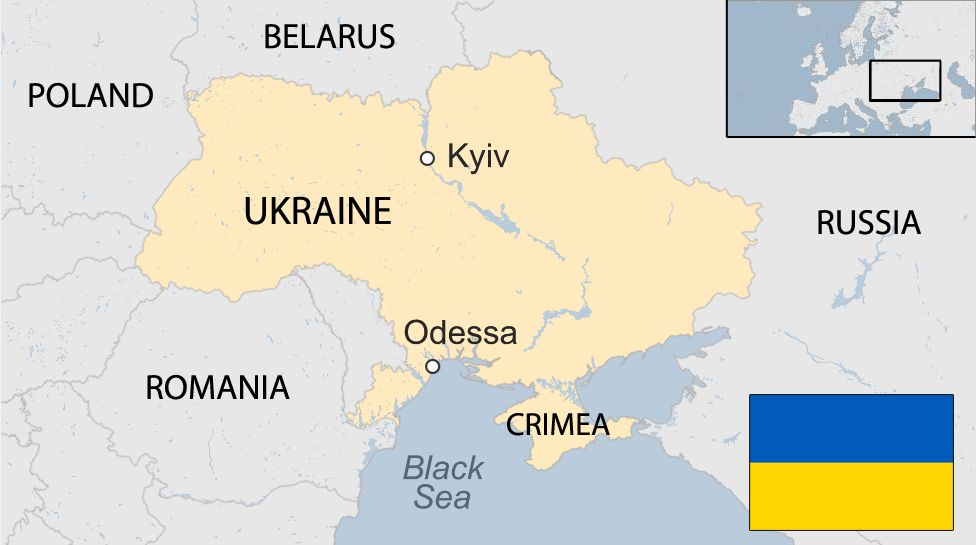 BELARUS
POLAND
Kyiv
UKRAINE
RUSSIA
Odessa
ROMANIA
CRIMEA
Black
Sea